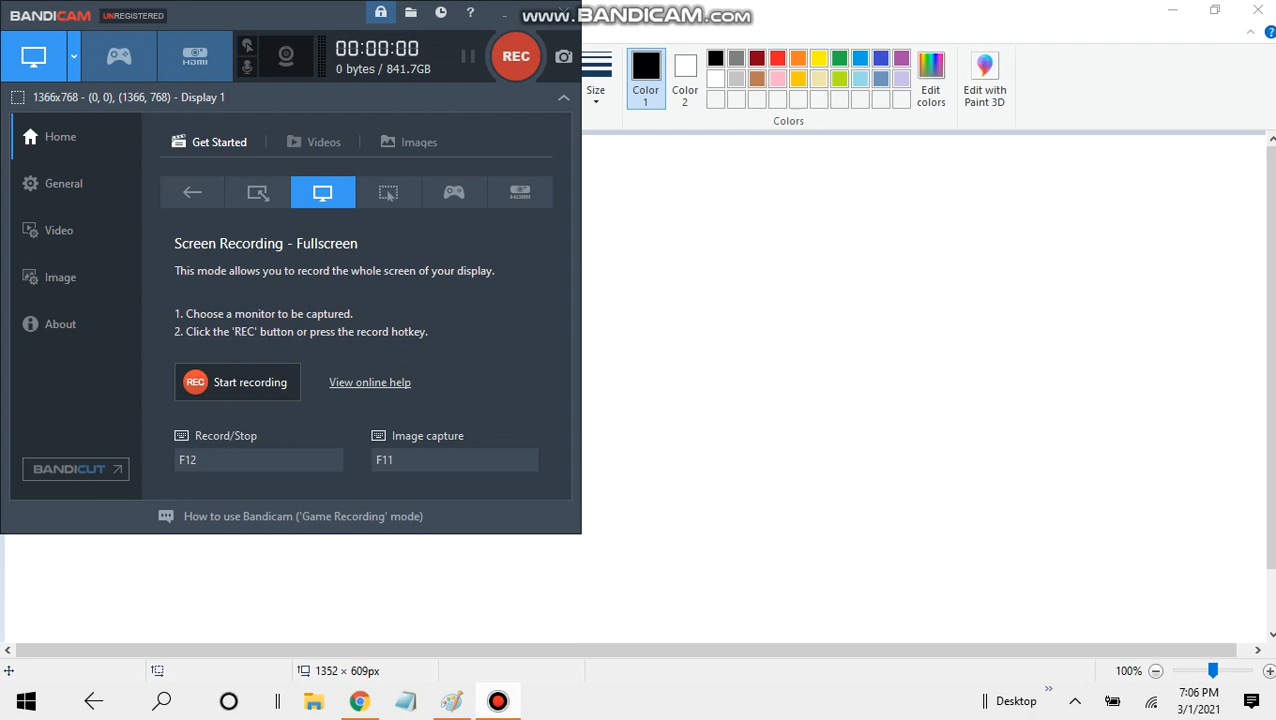 BANDICAM UNREGISTERED
?
www.BANDICAM.com
HDMI
00:00:00
0 bytes / 841.7GB
REC
1366x768 - (0, 0), (1366, 768) - Display 1
Home
General
Video
Image
About
BANDICUT
Get Started
Videos
Images
HDMI
Screen Recording - Fullscreen
This mode allows you to record the whole screen of your display.
1. Choose a monitor to be captured.
2. Click the 'REC' button or press the record hotkey.
REC Start recording
View online help
Record/Stop
Image capture
F12
F11
How to use Bandicam ('Game Recording' mode)
Size
Color
1
Color
2
Edit
colors
Edit with
Paint 3D
Colors
?
1352 × 609px
100%
Desktop
7:06 PM
3/1/2021